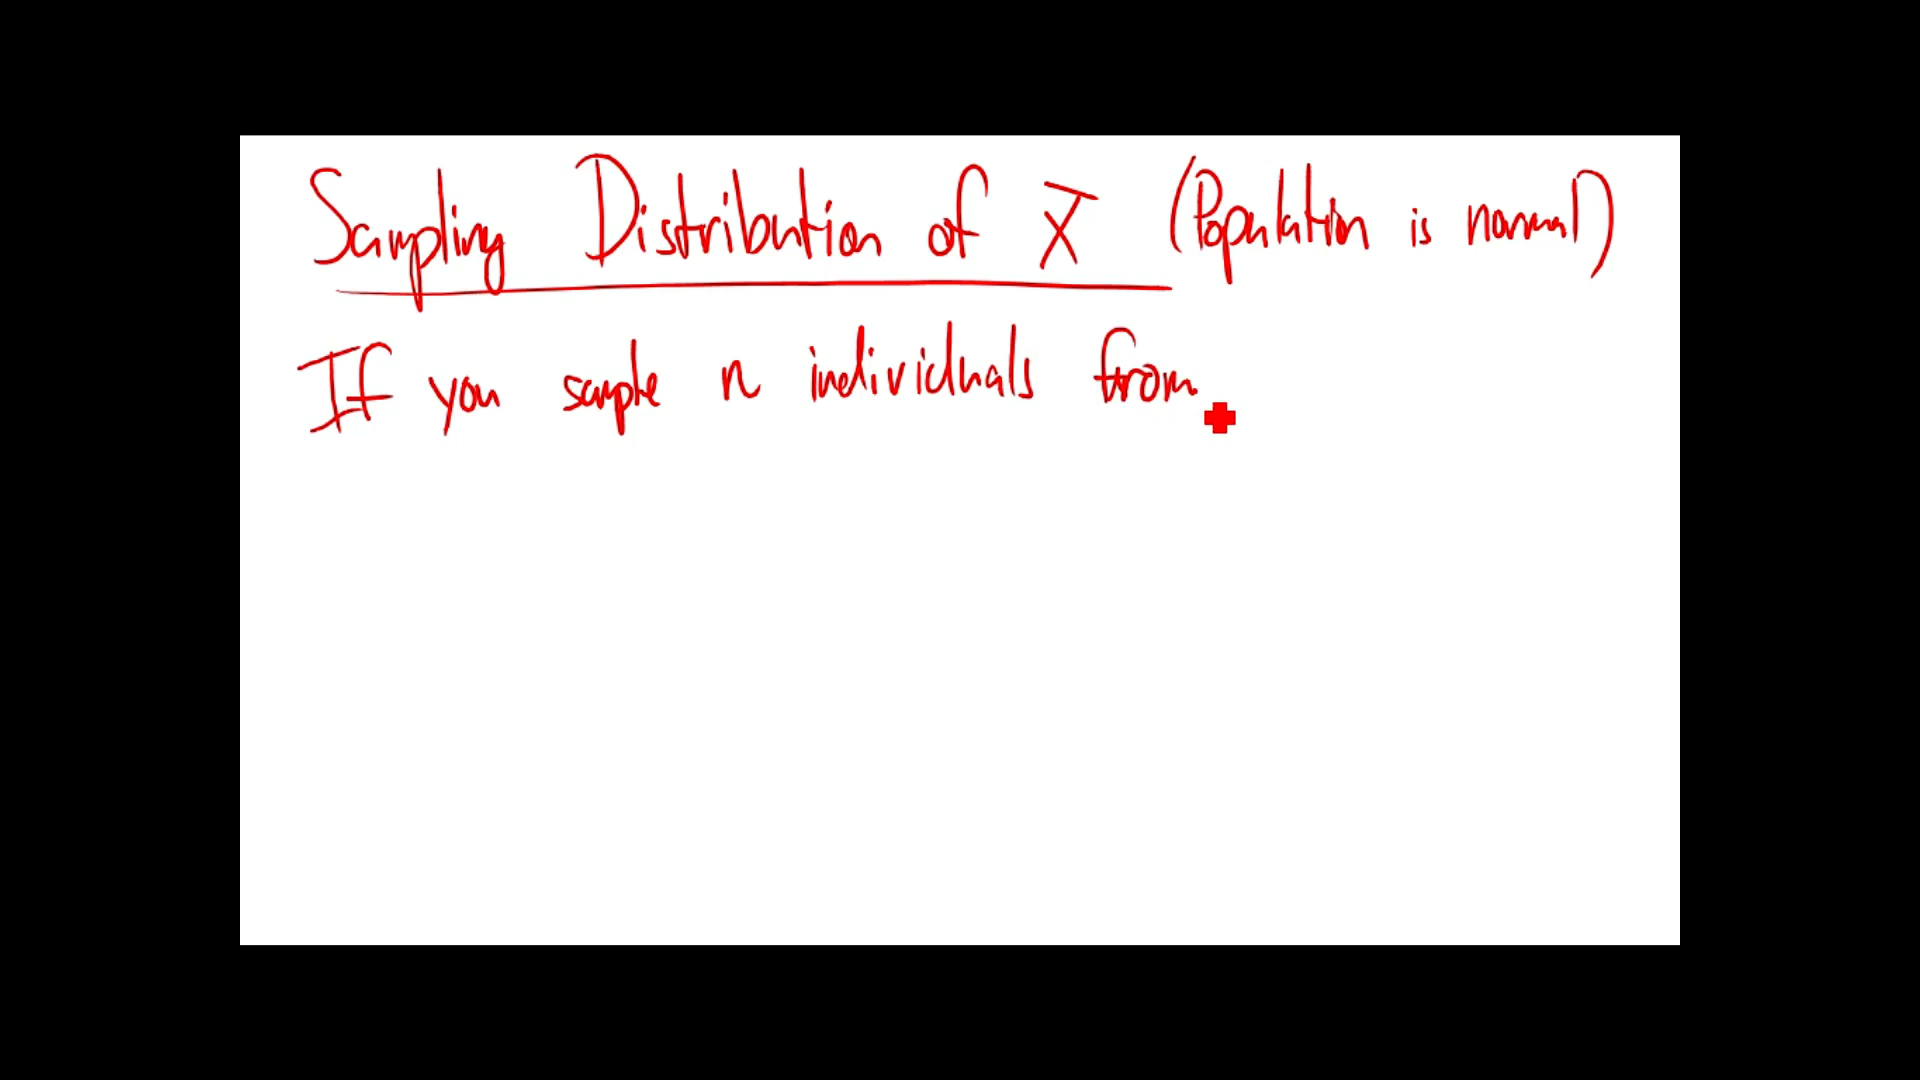 Sampling Distribution of X̄ (Population is normal)
If you sample n individuals from